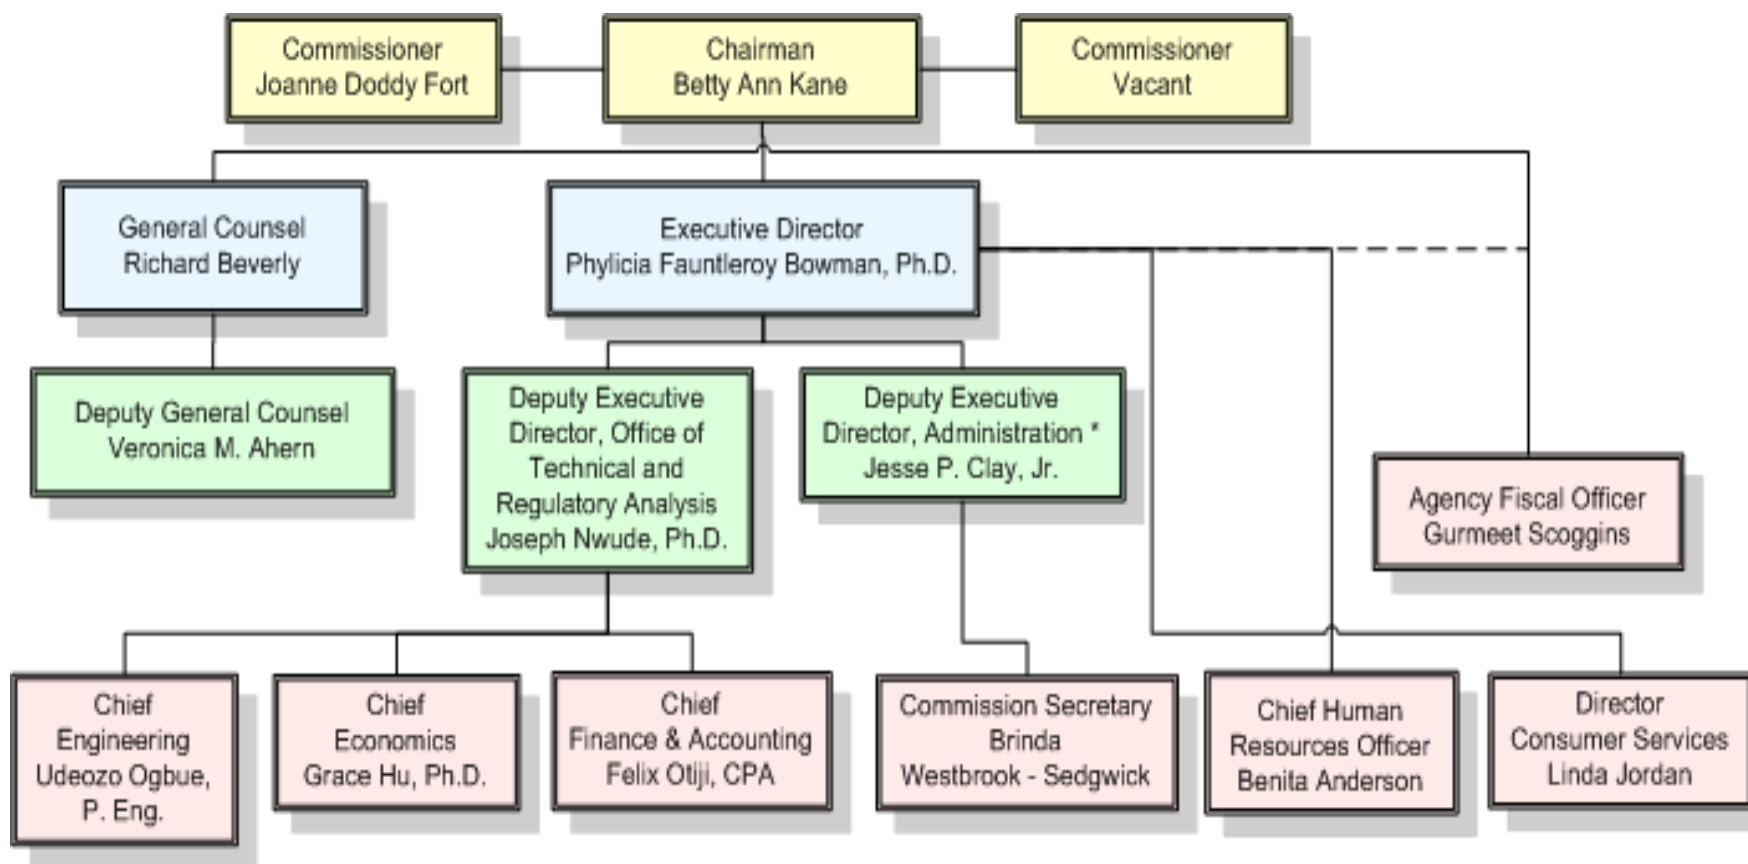 Commissioner
Joanne Doddy Fort
Chairman
Betty Ann Kane
Commissioner
Vacant
General Counsel
Richard Beverly
Executive Director
Phylicia Fauntleroy Bowman, Ph.D.
Deputy General Counsel
Veronica M. Ahern
Deputy Executive
Director, Office of
Technical and
Regulatory Analysis
Joseph Nwude, Ph.D.
Deputy Executive
Director, Administration *
Jesse P. Clay, Jr.
Agency Fiscal Officer
Gurmeet Scoggins
Chief
Engineering
Udeozo Ogbue,
P. Eng.
Chief
Economics
Grace Hu, Ph.D.
Chief
Finance & Accounting
Felix Otiji, CPA
Commission Secretary
Brinda
Westbrook - Sedgwick
Chief Human
Resources Officer
Benita Anderson
Director
Consumer Services
Linda Jordan